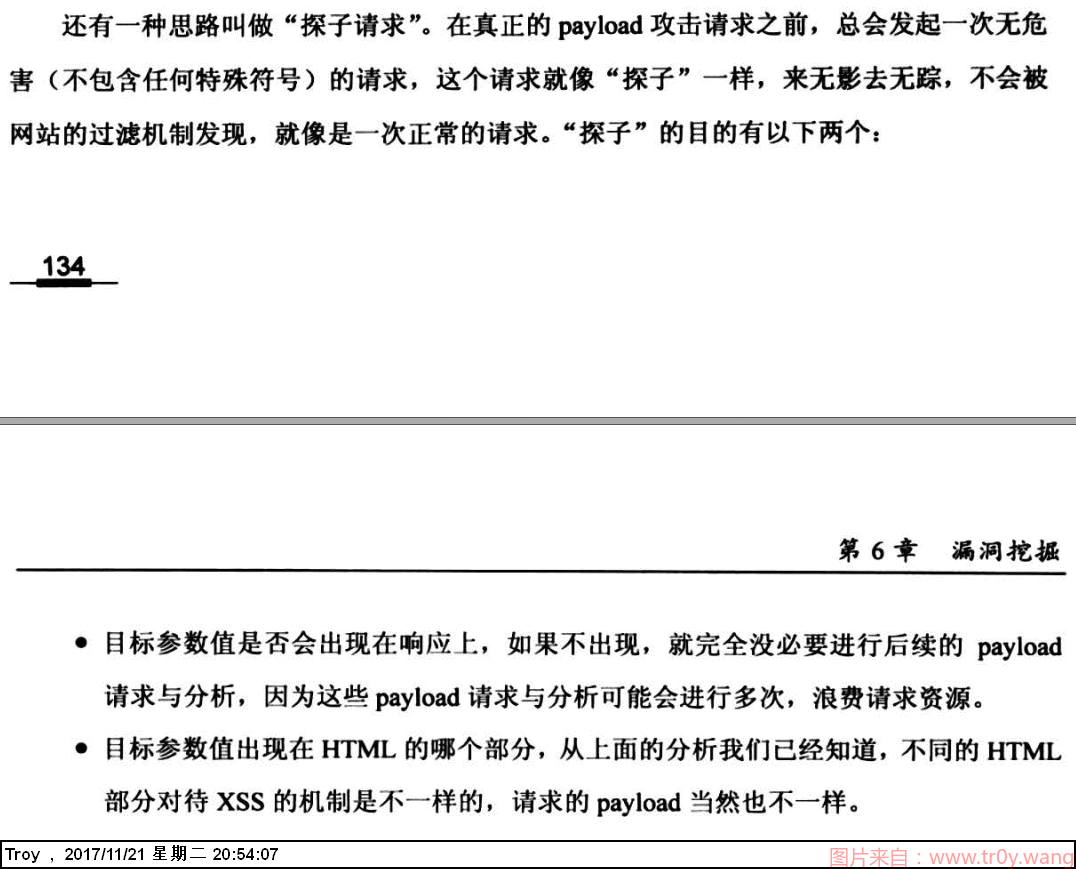 还有一种思路叫做“探子请求”。在真正的 payload 攻击请求之前，总会发起一次无危
害（不包含任何特殊符号）的请求，这个请求就像“探子”一样，来无影去无踪，不会被
网站的过滤机制发现，就像是一次正常的请求。“探子”的目的有以下两个：
134
第 6 章 漏洞挖掘
● 目标参数值是否会出现在响应上，如果不出现，就完全没必要进行后续的 payload
请求与分析，因为这些 payload 请求与分析可能会进行多次，浪费请求资源。
● 目标参数值出现在 HTML 的哪个部分，从上面的分析我们已经知道，不同的 HTML
部分对待 XSS 的机制是不一样的，请求的 payload 当然也不一样。
Troy , 2017/11/21 星期二 20:54:07
图片来自：www.tr0y.wang